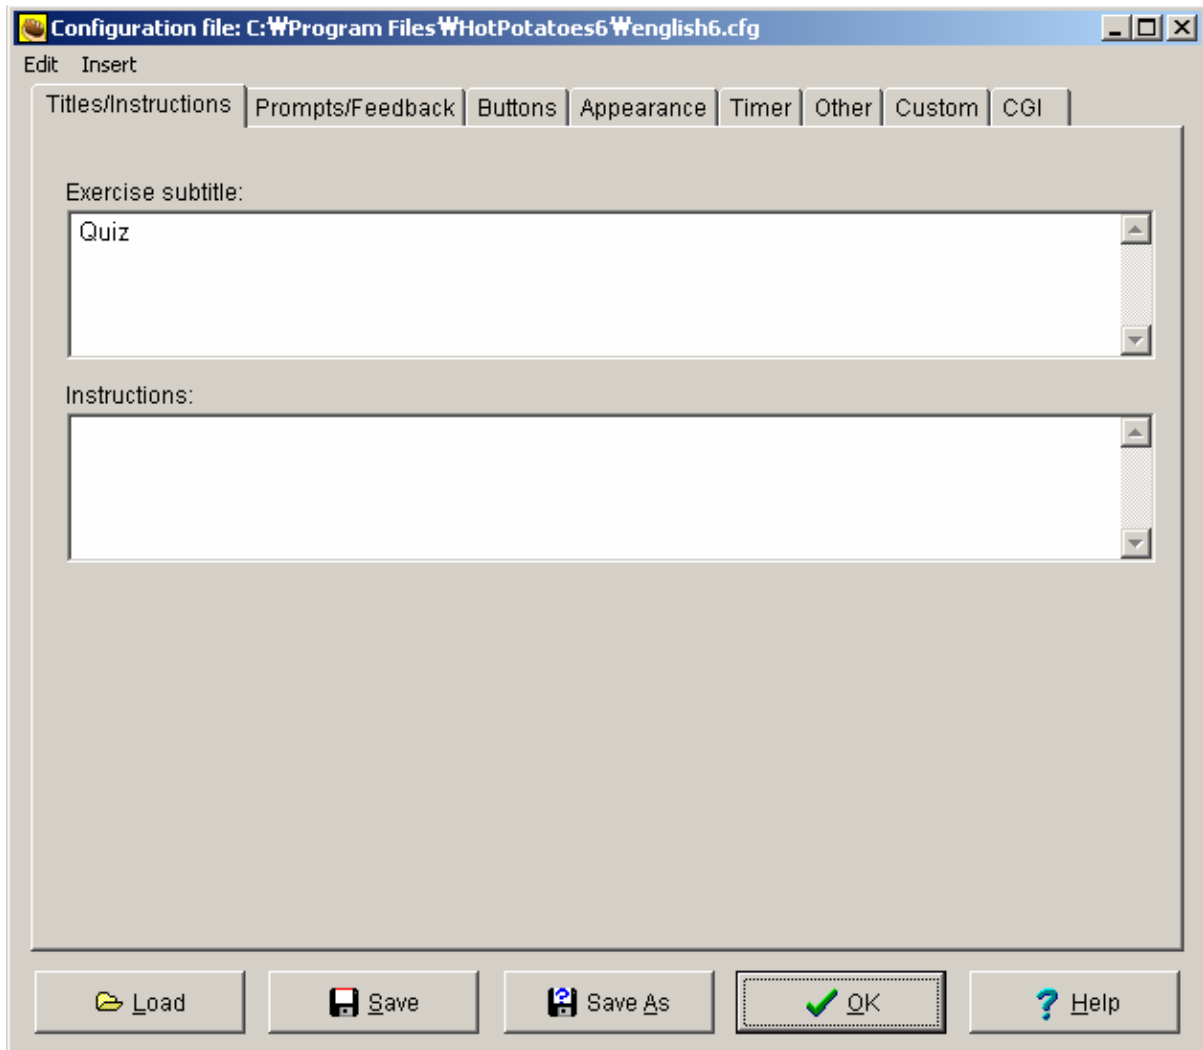 Configuration file: C:₩Program Files₩HotPotatoes6₩english6.cfg
Edit Insert
Titles/Instructions Prompts/Feedback Buttons Appearance Timer Other Custom CGI
Exercise subtitle:
Quiz
Instructions:
Load Save Save As OK Help